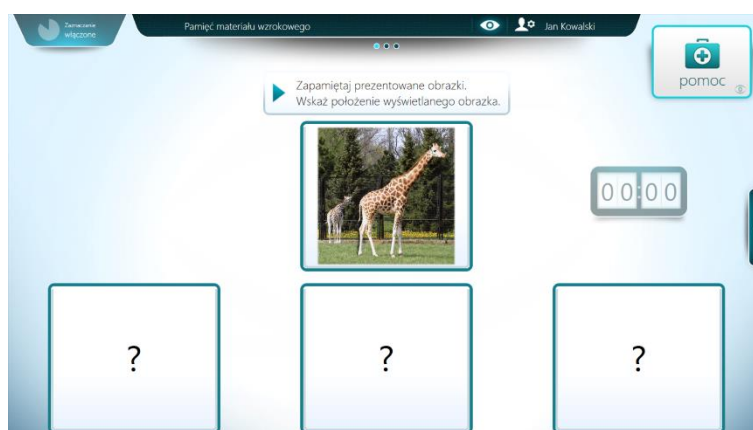 Zaznaczanie
włączone
Pamięć materiału wzrokowego
Jan Kowalski
pomoc
Zapamiętaj prezentowane obrazki.
Wskaż położenie wyświetlanego obrazka.
00:00
?
?
?